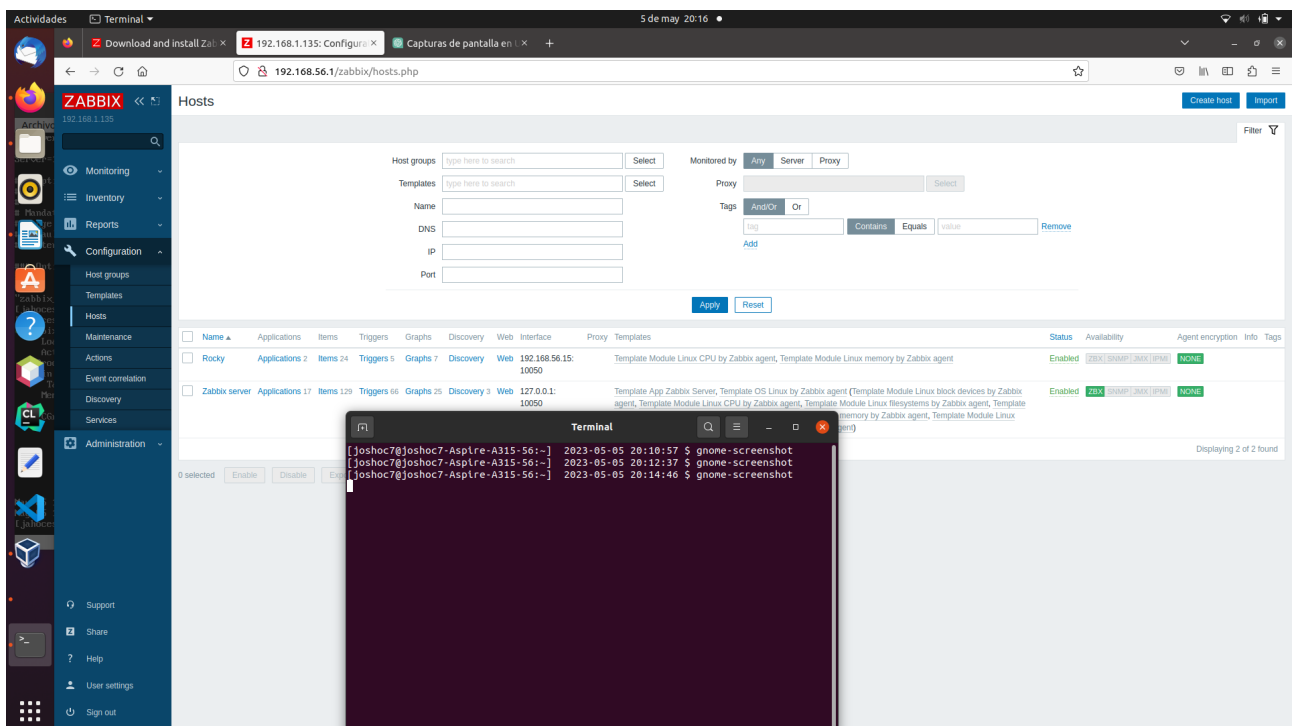 Actividades Terminal 5 de may 20:16
Download and install Zab 192.168.1.135: Configura Capturas de pantalla en
192.168.56.1/zabbix/hosts.php
ZABBIX
192.168.1.135
Monitoring
Inventory
Reports
Configuration
Host groups
Templates
Hosts
Maintenance
Actions
Event correlation
Discovery
Services
Administration
Support
Share
Help
User settings
Sign out
Hosts Create host Import
Filter
Host groups type here to search Select Monitored by Any Server Proxy
Templates type here to search Select Proxy Select
Name Tags And/Or Or
DNS tag Contains Equals value Remove
IP Add
Port
Apply Reset
Name Applications Items Triggers Graphs Discovery Web Interface Proxy Templates Status Availability Agent encryption Info Tags
Rocky Applications 2 Items 24 Triggers 5 Graphs 7 Discovery Web 192.168.56.15: Template Module Linux CPU by Zabbix agent, Template Module Linux memory by Zabbix agent Enabled ZBX SNMP JMX IPMI NONE
10050
Zabbix server Applications 17 Items 129 Triggers 66 Graphs 25 Discovery 3 Web 127.0.0.1: Template App Zabbix Server, Template OS Linux by Zabbix agent (Template Module Linux block devices by Zabbix Enabled ZBX SNMP JMX IPMI NONE
10050 agent, Template Module Linux CPU by Zabbix agent, Template Module Linux filesystems by Zabbix agent, Template
memory by Zabbix agent, Template Module Linux
Displaying 2 of 2 found
0 selected Enable Disable
Terminal
[joshoc7@joshoc7-Aspire-A315-56:~] 2023-05-05 20:10:57 $ gnome-screenshot
[joshoc7@joshoc7-Aspire-A315-56:~] 2023-05-05 20:12:37 $ gnome-screenshot
[joshoc7@joshoc7-Aspire-A315-56:~] 2023-05-05 20:14:46 $ gnome-screenshot